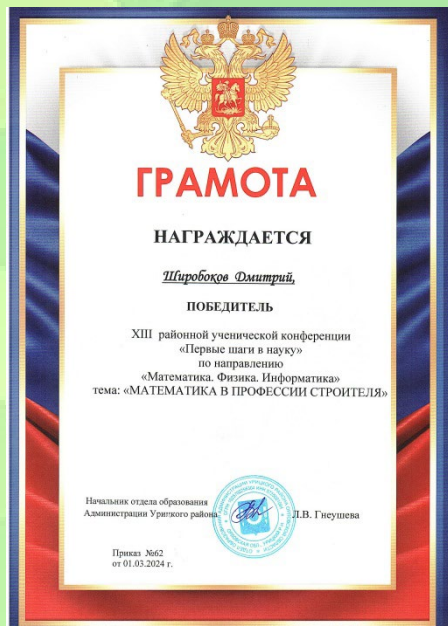 ГРАМОТА
НАГРАЖДАЕТСЯ
Широбоков Дмитрий,
ПОБЕДИТЕЛЬ
XIII районной ученической конференции
«Первые шаги в науку»
по направлению
«Математика. Физика. Информатика»
тема: «МАТЕМАТИКА В ПРОФЕССИИ СТРОИТЕЛЯ»
Начальник отдела образования
Администрации Урицкого района
Л.В. Гнеушева
Приказ №62
от 01.03.2024 г.